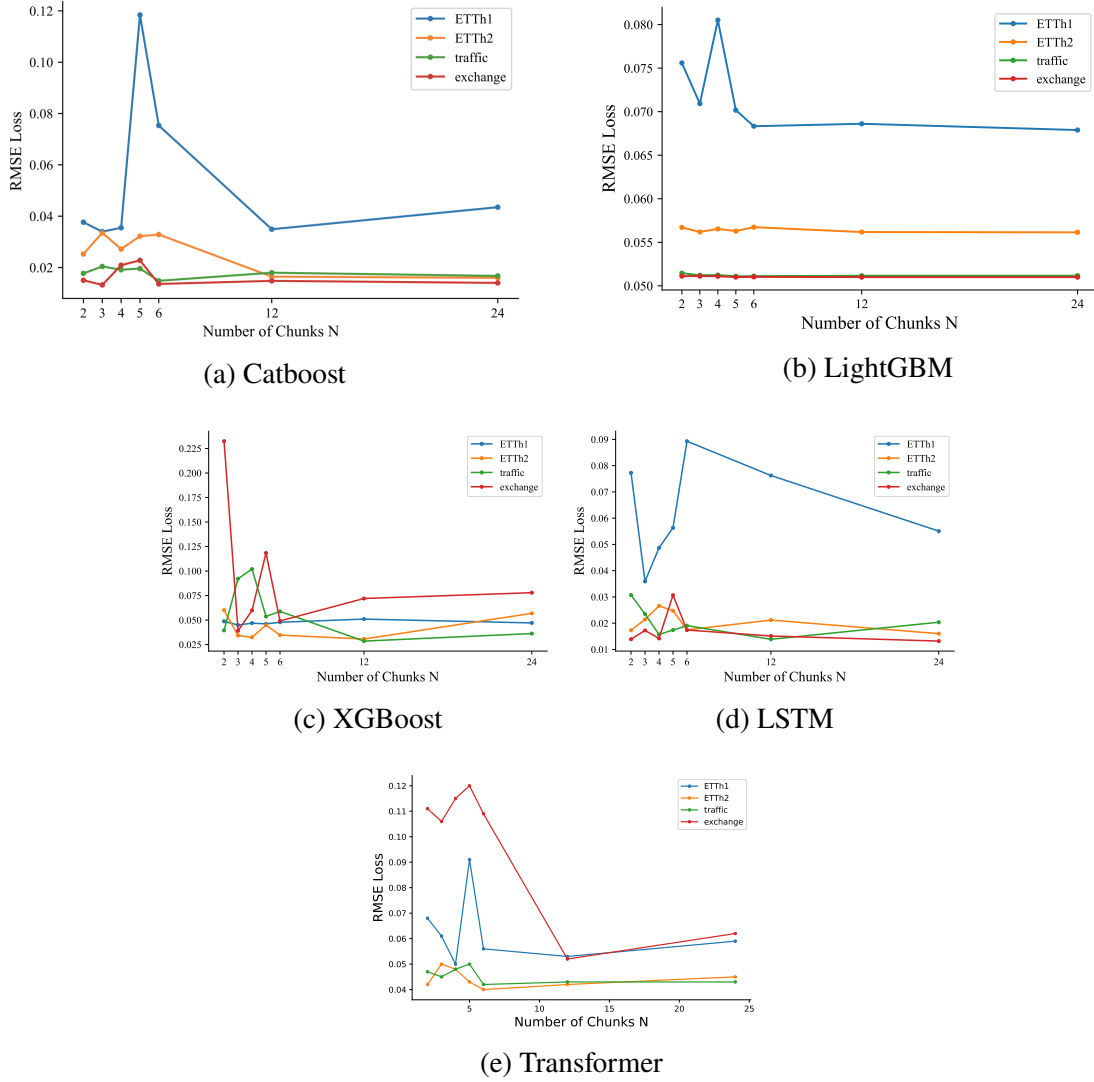 0.12
0.10
0.08
0.06
0.04
0.02
RMSE Loss
2 3 4 5 6 12 24
Number of Chunks N
ETTh1
ETTh2
traffic
exchange
(a) Catboost
0.080
0.075
0.070
0.065
0.060
0.055
0.050
RMSE Loss
2 3 4 5 6 12 24
Number of Chunks N
ETTh1
ETTh2
traffic
exchange
(b) LightGBM
0.225
0.200
0.175
0.150
0.125
0.100
0.075
0.050
0.025
RMSE Loss
2 3 4 5 6 12 24
Number of Chunks N
ETTh1
ETTh2
traffic
exchange
(c) XGBoost
0.09
0.08
0.07
0.06
0.05
0.04
0.03
0.02
0.01
RMSE Loss
2 3 4 5 6 12 24
Number of Chunks N
ETTh1
ETTh2
traffic
exchange
(d) LSTM
0.12
0.11
0.10
0.09
0.08
0.07
0.06
0.05
0.04
RMSE Loss
5 10 15 20 25
Number of Chunks N
ETTh1
ETTh2
traffic
exchange
(e) Transformer